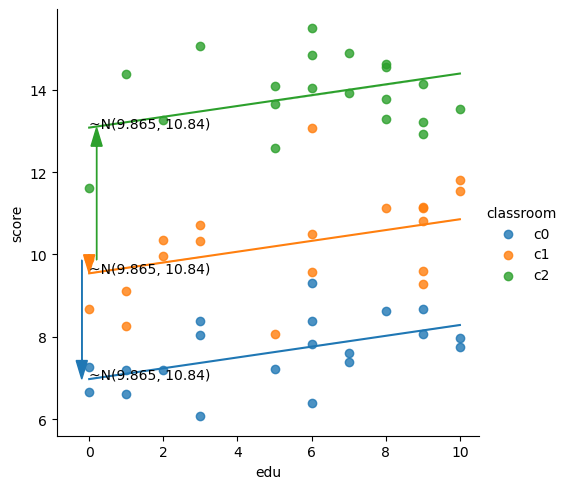 14
12
10
8
6
score
~N(9.865, 10.84)
~N(9.865, 10.84)
~N(9.865, 10.84)
0
2
4
6
8
10
edu
classroom
c0
c1
c2